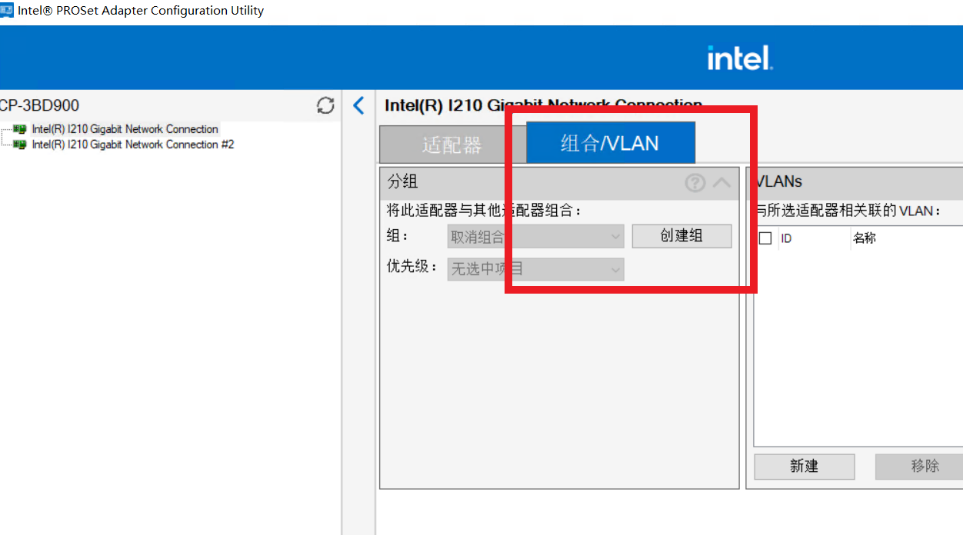 Intel® PROSet Adapter Configuration Utility
intel.
CP-3BD900
Intel(R) I210 Gigabit Network Connection
Intel(R) I210 Gigabit Network Connection #2
Intel(R) I210 Gigabit Network Connection
适配器
组合/VLAN
分组
将此适配器与其他适配器组合：
组：
取消组合
创建组
优先级：
无选中项目
VLANs
与所选适配器相关联的 VLAN：
ID
名称
新建
移除